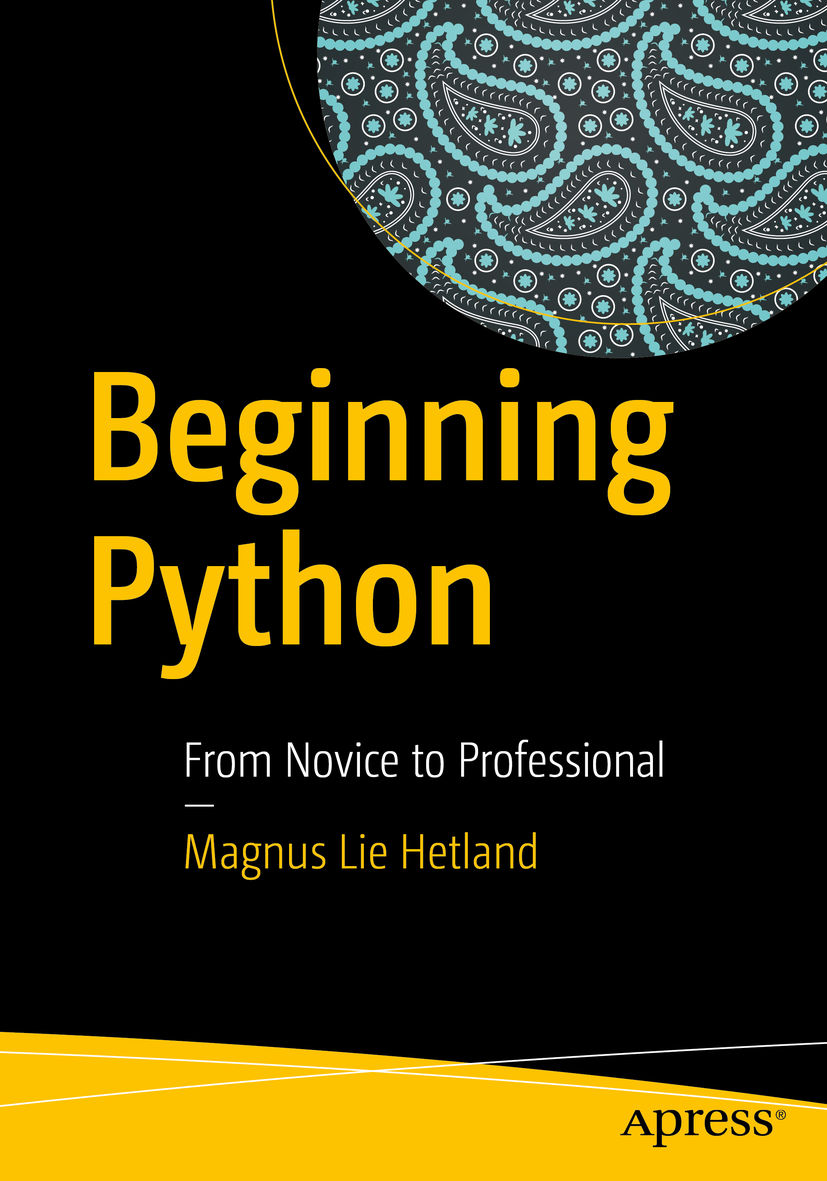 Beginning
Python
From Novice to Professional
—
Magnus Lie Hetland
Apress®